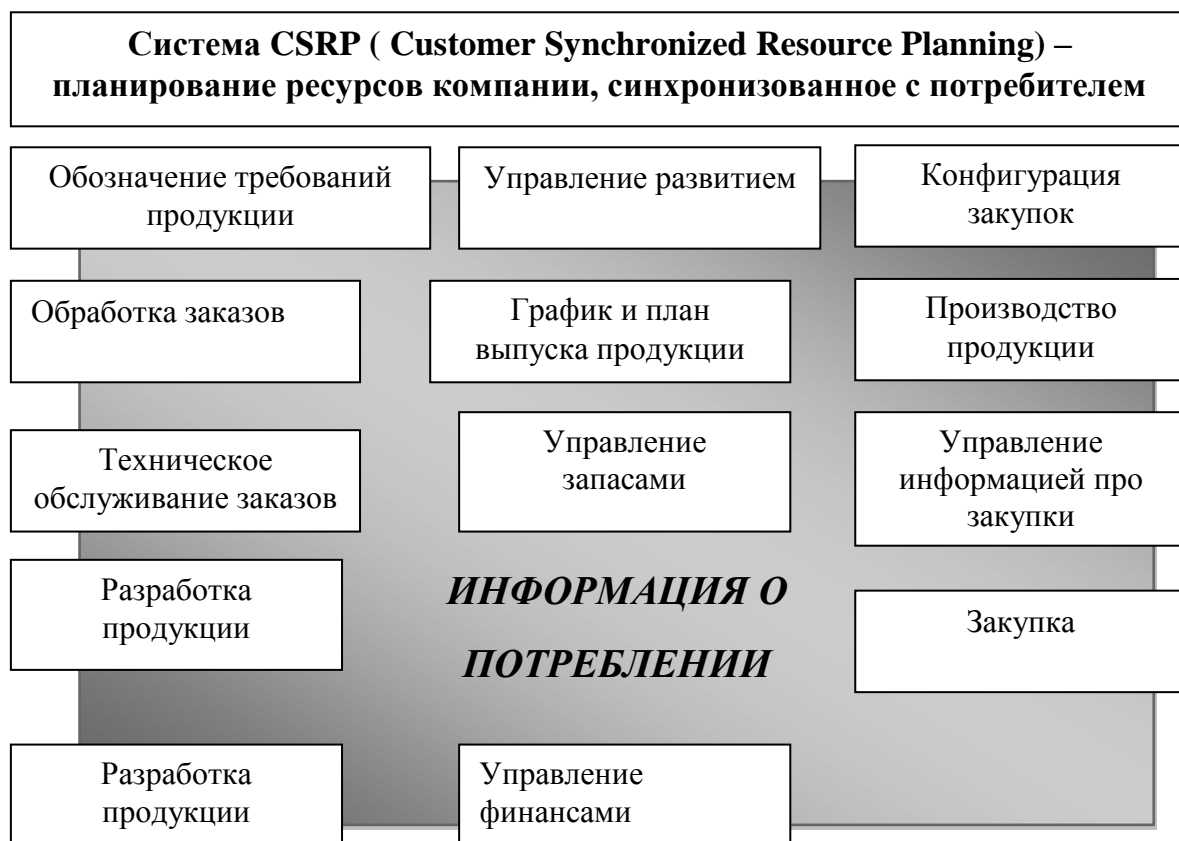 Система CSRP ( Customer Synchronized Resource Planning) –
планирование ресурсов компании, синхронизованное с потребителем
Обозначение требований
продукции
Управление развитием
Конфигурация
закупок
Обработка заказов
График и план
выпуска продукции
Производство
продукции
Техническое
обслуживание заказов
Управление
запасами
Управление
информацией про
закупки
Разработка
продукции
ИНФОРМАЦИЯ О
ПОТРЕБЛЕНИИ
Закупка
Разработка
продукции
Управление
финансами